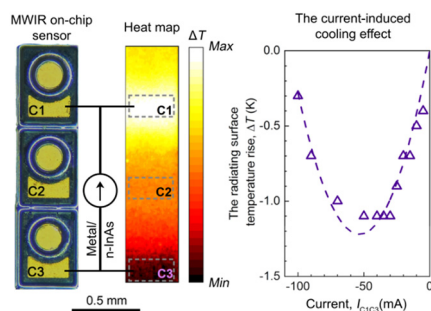 MWIR on-chip
sensor
Heat map
ΔT
Max
Min
C1
C2
C3
C1
C2
C3
Metal/
n-InAs
0.5 mm
The current-induced
cooling effect
The radiating surface
temperature rise, ΔT (K)
0.0
-0.5
-1.0
-1.5
-100
-50
0
Current, I_C1C3 (mA)